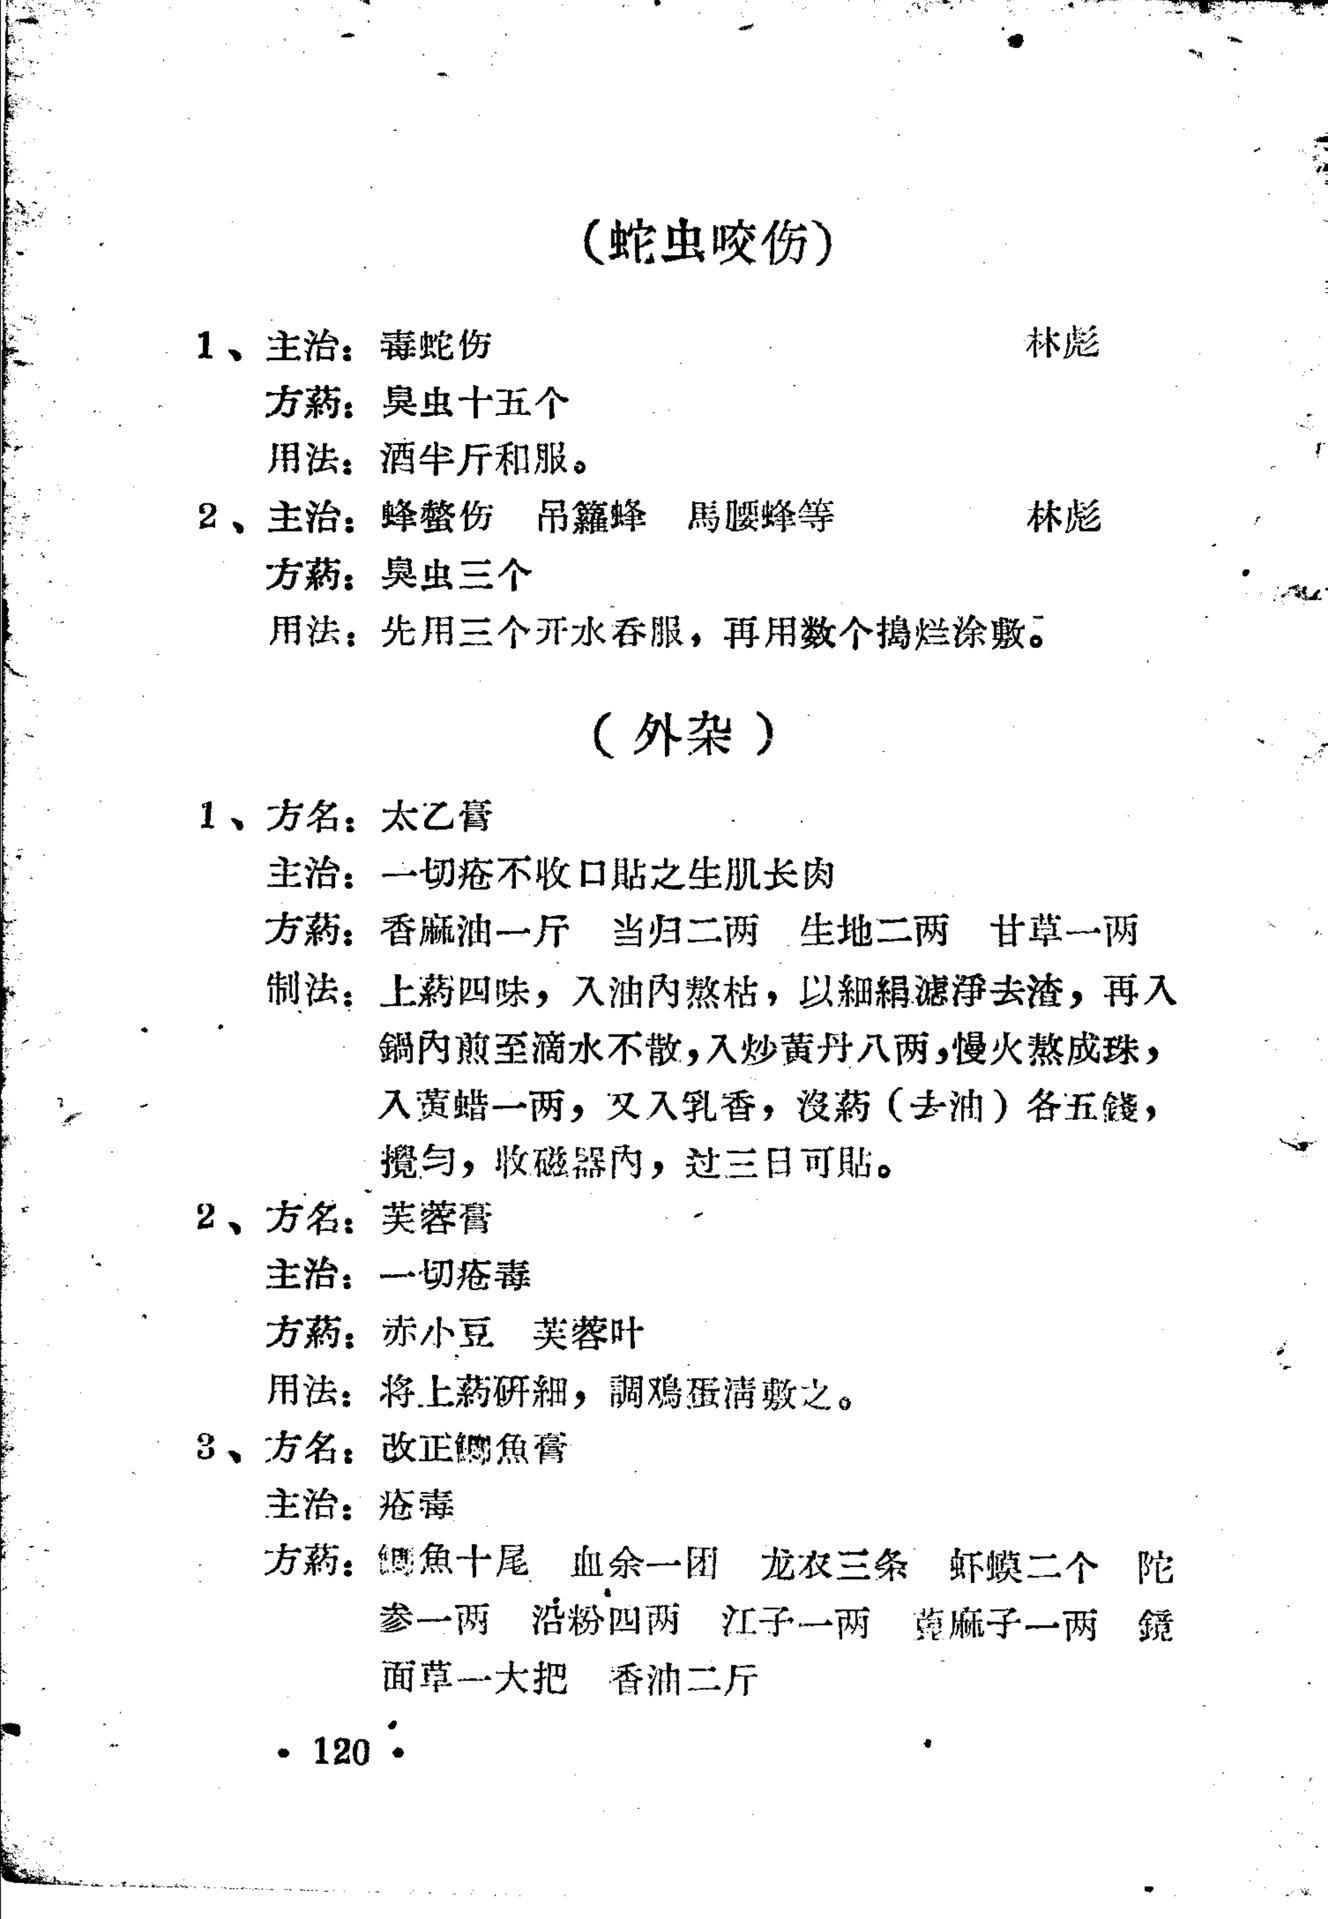 （蛇虫咬伤）
1、主治：毒蛇伤　林彪
方葯：臭虫十五个
用法：酒半斤和服。
2、主治：蜂螫伤　吊籮蜂　馬腰蜂等　林彪
方葯：臭虫三个
用法：先用三个开水呑服，再用数个搗烂涂敷。
（外杂）
1、方名：太乙膏
主治：一切疮不收口貼之生肌长肉
方葯：香麻油一斤　当归二两　生地二两　甘草一两
制法：上葯四味，入油內熬枯，以細絹滤淨去渣，再入
鍋內煎至滴水不散，入炒黃丹八两，慢火熬成珠，
入黃蜡一两，又入乳香，沒葯（去油）各五錢，
攪匀，收磁器內，过三日可貼。
2、方名：芙蓉膏
主治：一切疮毒
方葯：赤小豆　芙蓉叶
用法：将上葯研細，調鸡蛋清敷之。
3、方名：改正鯽魚膏
主治：疮毒
方葯：鯽魚十尾　血余一团　龙衣三条　虾蟆二个　陀
参一两　沿粉四两　江子一两　萞麻子一两　鏡
面草一大把　香油二斤
• 120 •